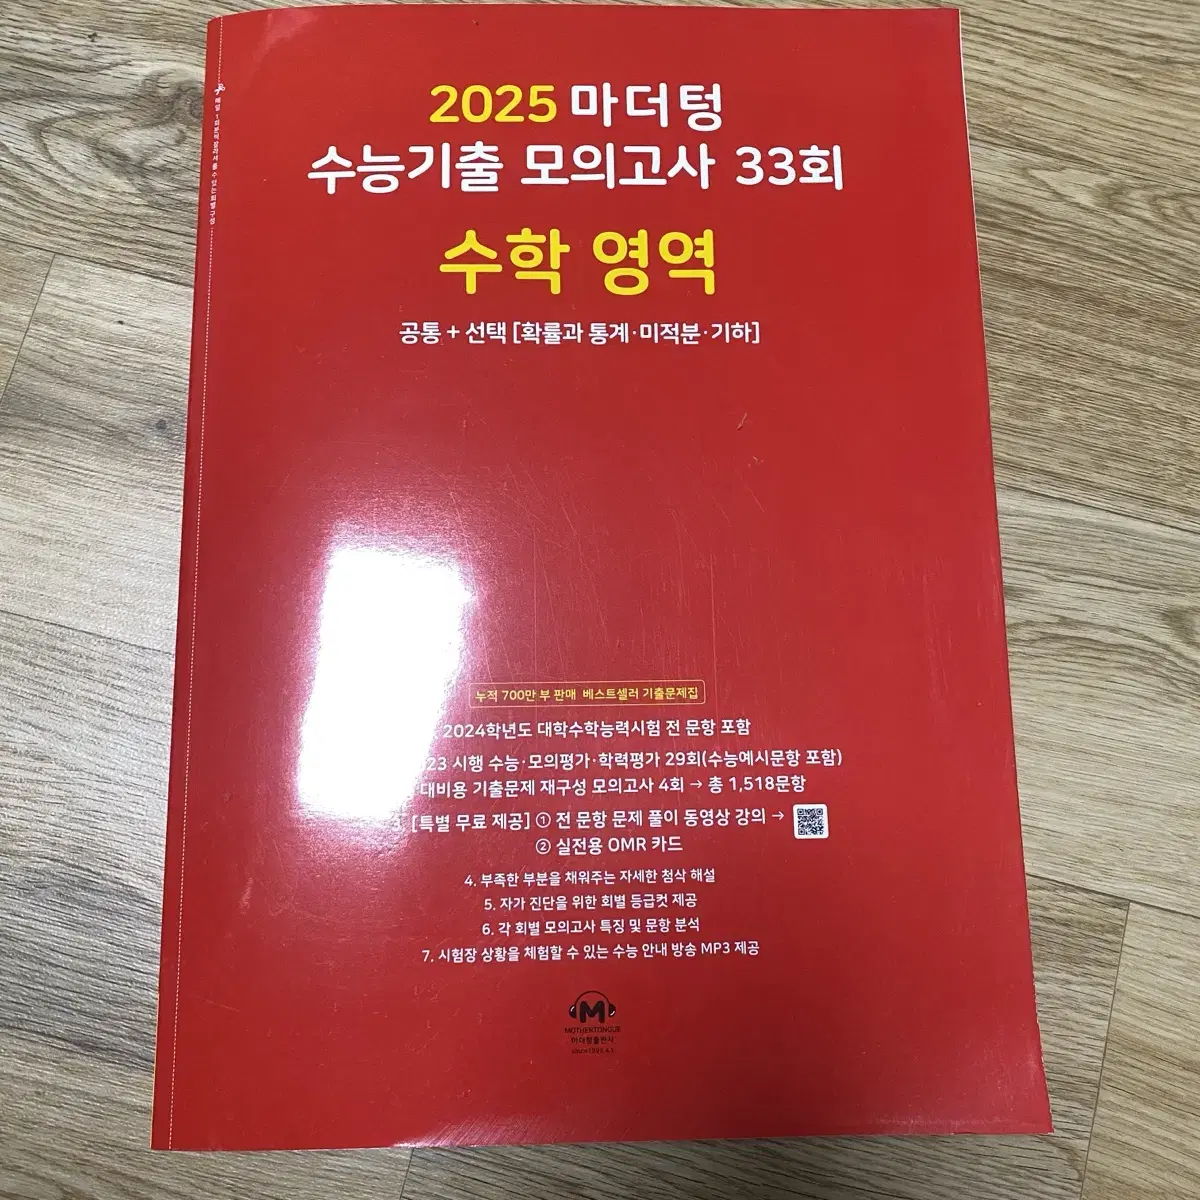 2025 마더텅
수능기출 모의고사 33회
수학 영역
공통 + 선택 [확률과 통계·미적분·기하]
누적 700만 부 판매 베스트셀러 기출문제집
2024학년도 대학수학능력시험 전 문항 포함
23 시행 수능·모의평가·학력평가 29회(수능예시문항 포함)
대비용 기출문제 재구성 모의고사 4회 → 총 1,518문항
3. [특별 무료 제공] ① 전 문항 문제 풀이 동영상 강의 →
② 실전용 OMR 카드
4. 부족한 부분을 채워주는 자세한 첨삭 해설
5. 자가 진단을 위한 회별 등급컷 제공
6. 각 회별 모의고사 특징 및 문항 분석
7. 시험장 상황을 체험할 수 있는 수능 안내 방송 MP3 제공
M
MOTHERTONGUE
마더텅출판사